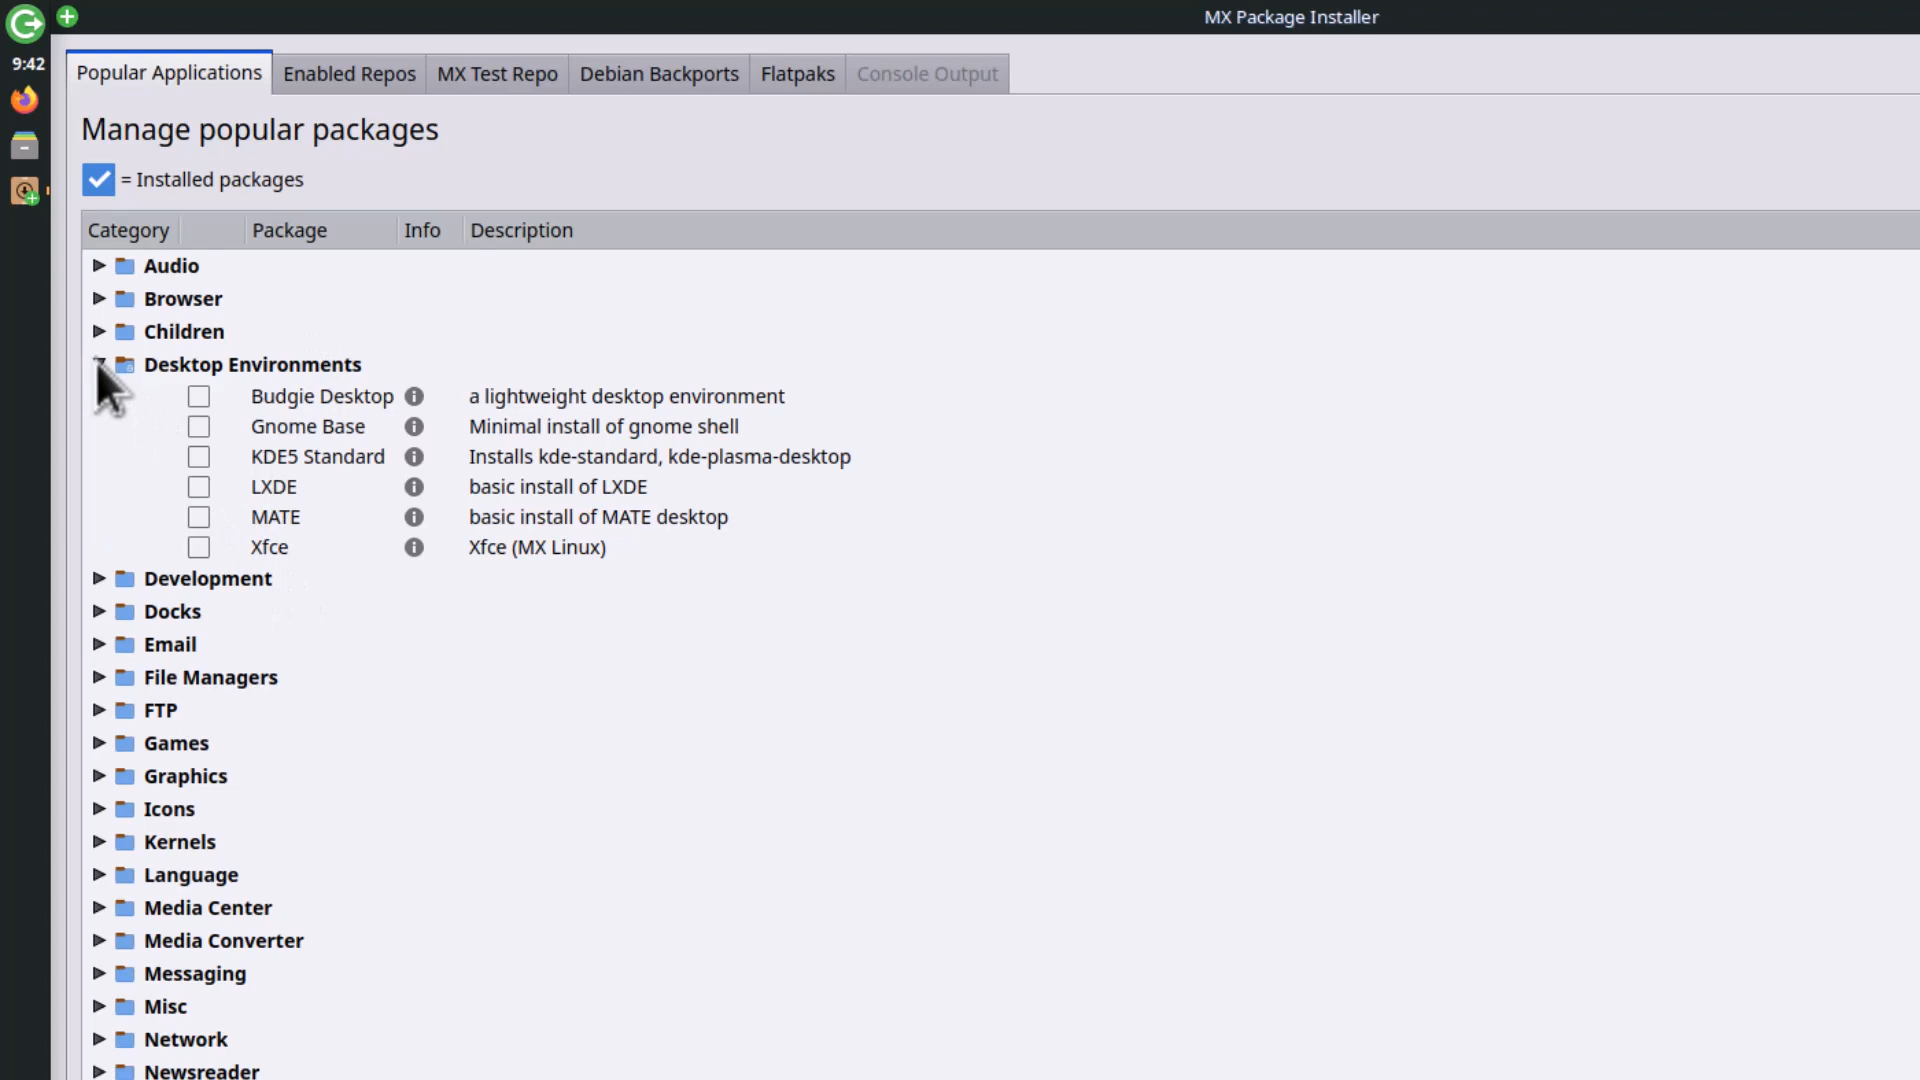 MX Package Installer
9:42
Popular Applications Enabled Repos MX Test Repo Debian Backports Flatpaks Console Output
Manage popular packages
= Installed packages
Category Package Info Description
Audio
Browser
Children
Desktop Environments
Budgie Desktop a lightweight desktop environment
Gnome Base Minimal install of gnome shell
KDE5 Standard Installs kde-standard, kde-plasma-desktop
LXDE basic install of LXDE
MATE basic install of MATE desktop
Xfce Xfce (MX Linux)
Development
Docks
Email
File Managers
FTP
Games
Graphics
Icons
Kernels
Language
Media Center
Media Converter
Messaging
Misc
Network
Newsreader